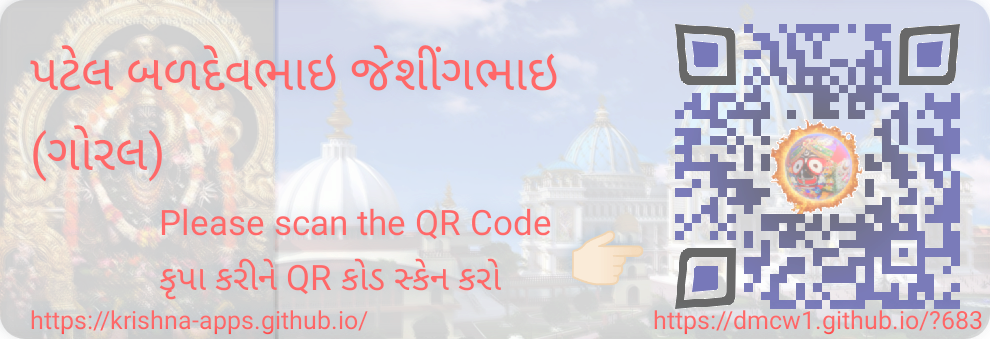 પટેલ બળદેવભાઇ જેશીંગભાઇ
(ગોરલ)
Please scan the QR Code
કૃપા કરીને QR કોડ સ્કેન કરો
https://krishna-apps.github.io/
https://dmcw1.github.io/?683